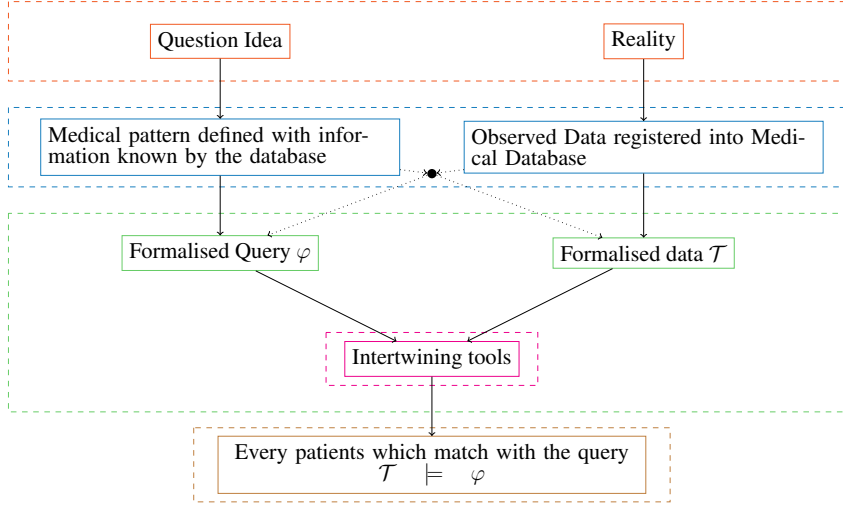 Question Idea
Reality
Medical pattern defined with infor-
mation known by the database
Observed Data registered into Medi-
cal Database
Formalised Query φ
Formalised data 𝒯
Intertwining tools
Every patients which match with the query
𝒯 ⊨ φ